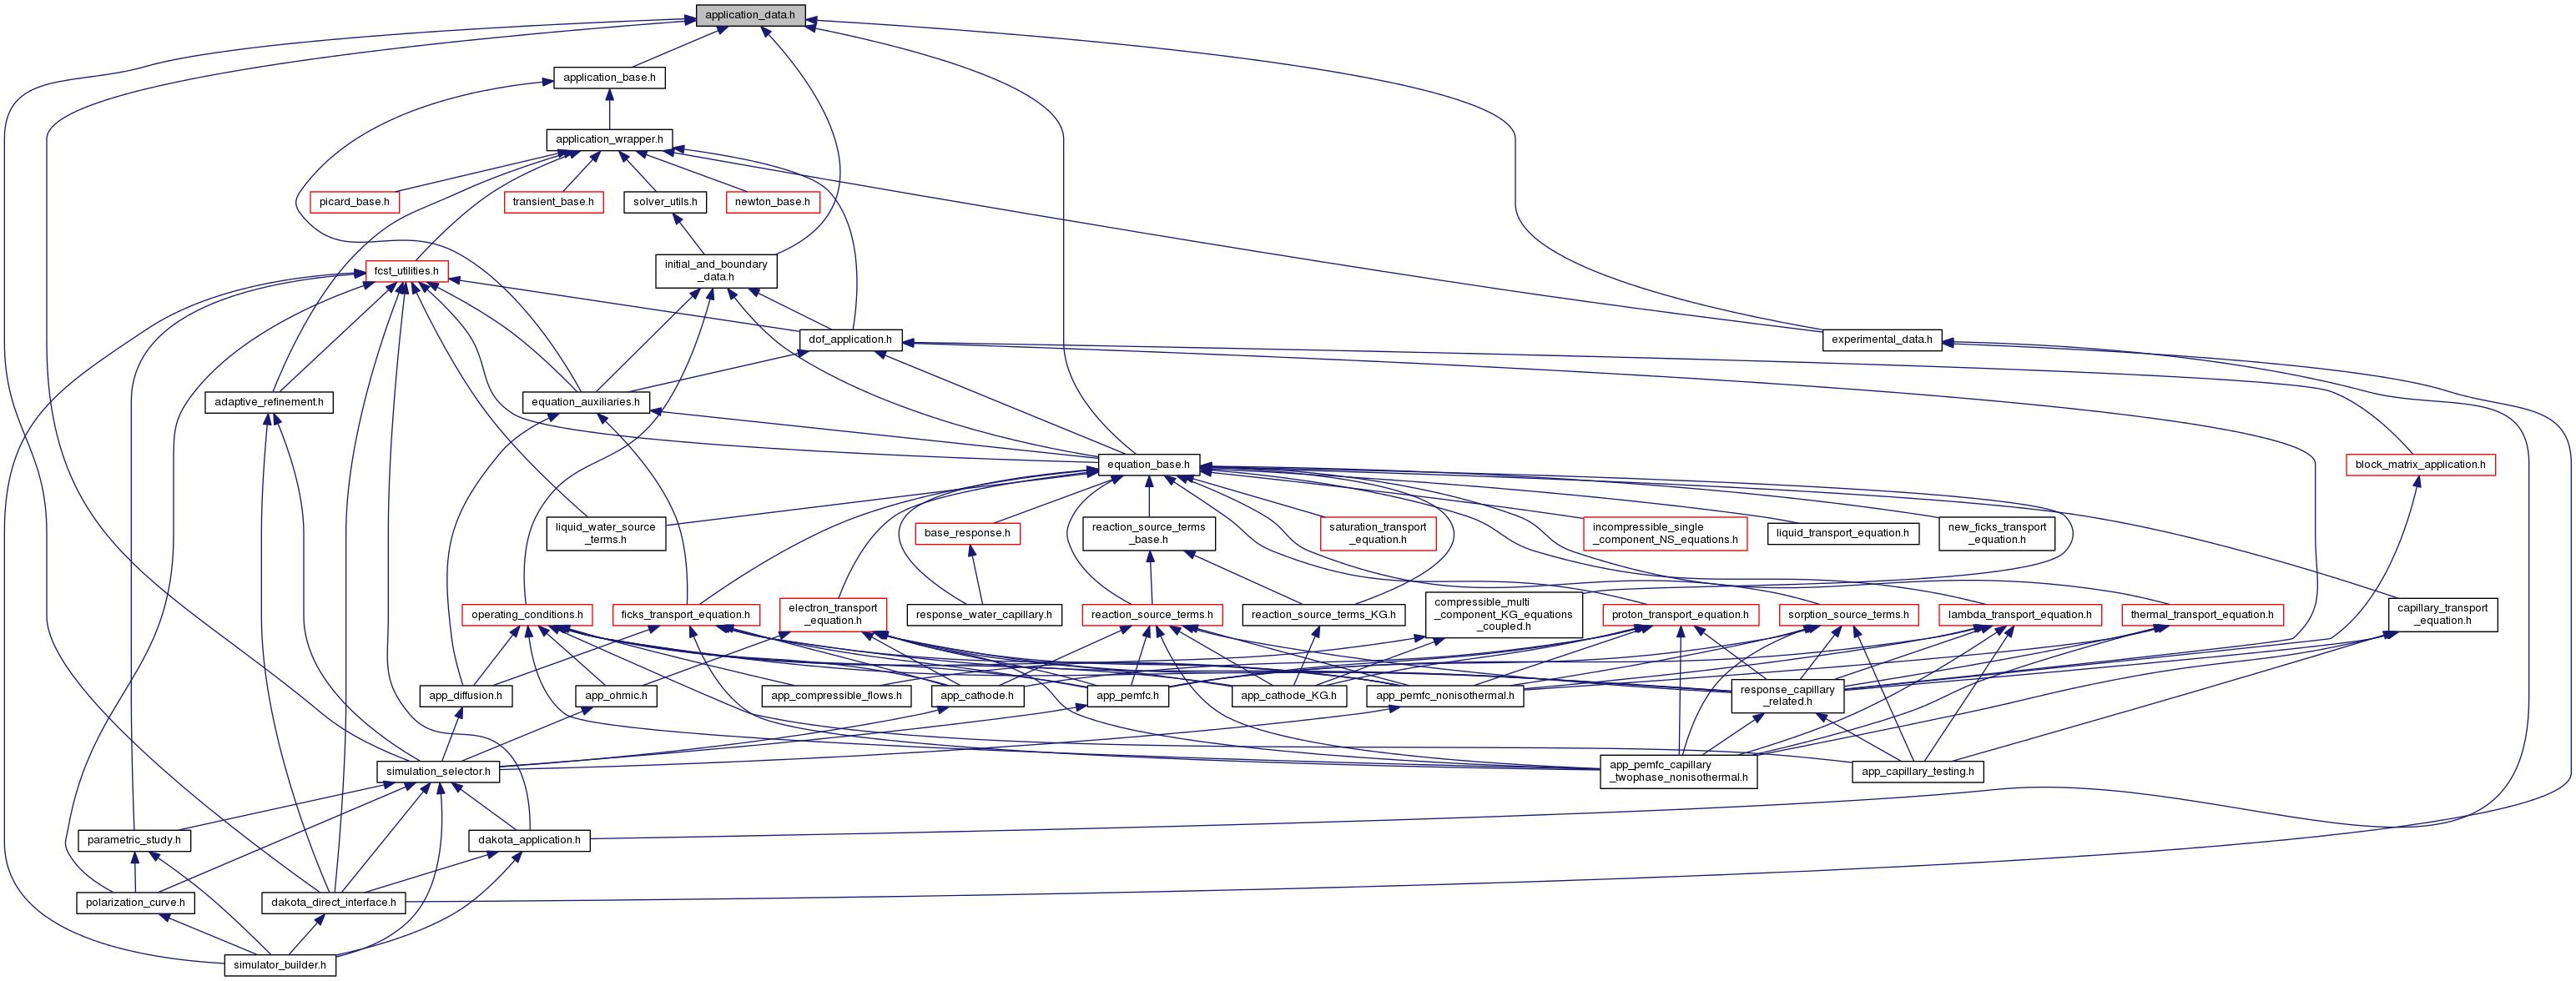 application_data.h
application_base.h
application_wrapper.h
picard_base.h
transient_base.h
solver_utils.h
newton_base.h
fcst_utilities.h
initial_and_boundary
_data.h
dof_application.h
experimental_data.h
adaptive_refinement.h
equation_auxiliaries.h
equation_base.h
block_matrix_application.h
liquid_water_source
_terms.h
base_response.h
reaction_source_terms
_base.h
saturation_transport
_equation.h
incompressible_single
_component_NS_equations.h
liquid_transport_equation.h
new_ficks_transport
_equation.h
operating_conditions.h
ficks_transport_equation.h
electron_transport
_equation.h
response_water_capillary.h
reaction_source_terms.h
reaction_source_terms_KG.h
compressible_multi
_component_KG_equations
_coupled.h
proton_transport_equation.h
sorption_source_terms.h
lambda_transport_equation.h
thermal_transport_equation.h
capillary_transport
_equation.h
app_diffusion.h
app_ohmic.h
app_compressible_flows.h
app_cathode.h
app_pemfc.h
app_cathode_KG.h
app_pemfc_nonisothermal.h
response_capillary
_related.h
simulation_selector.h
app_pemfc_capillary
_twophase_nonisothermal.h
app_capillary_testing.h
parametric_study.h
dakota_application.h
polarization_curve.h
dakota_direct_interface.h
simulator_builder.h